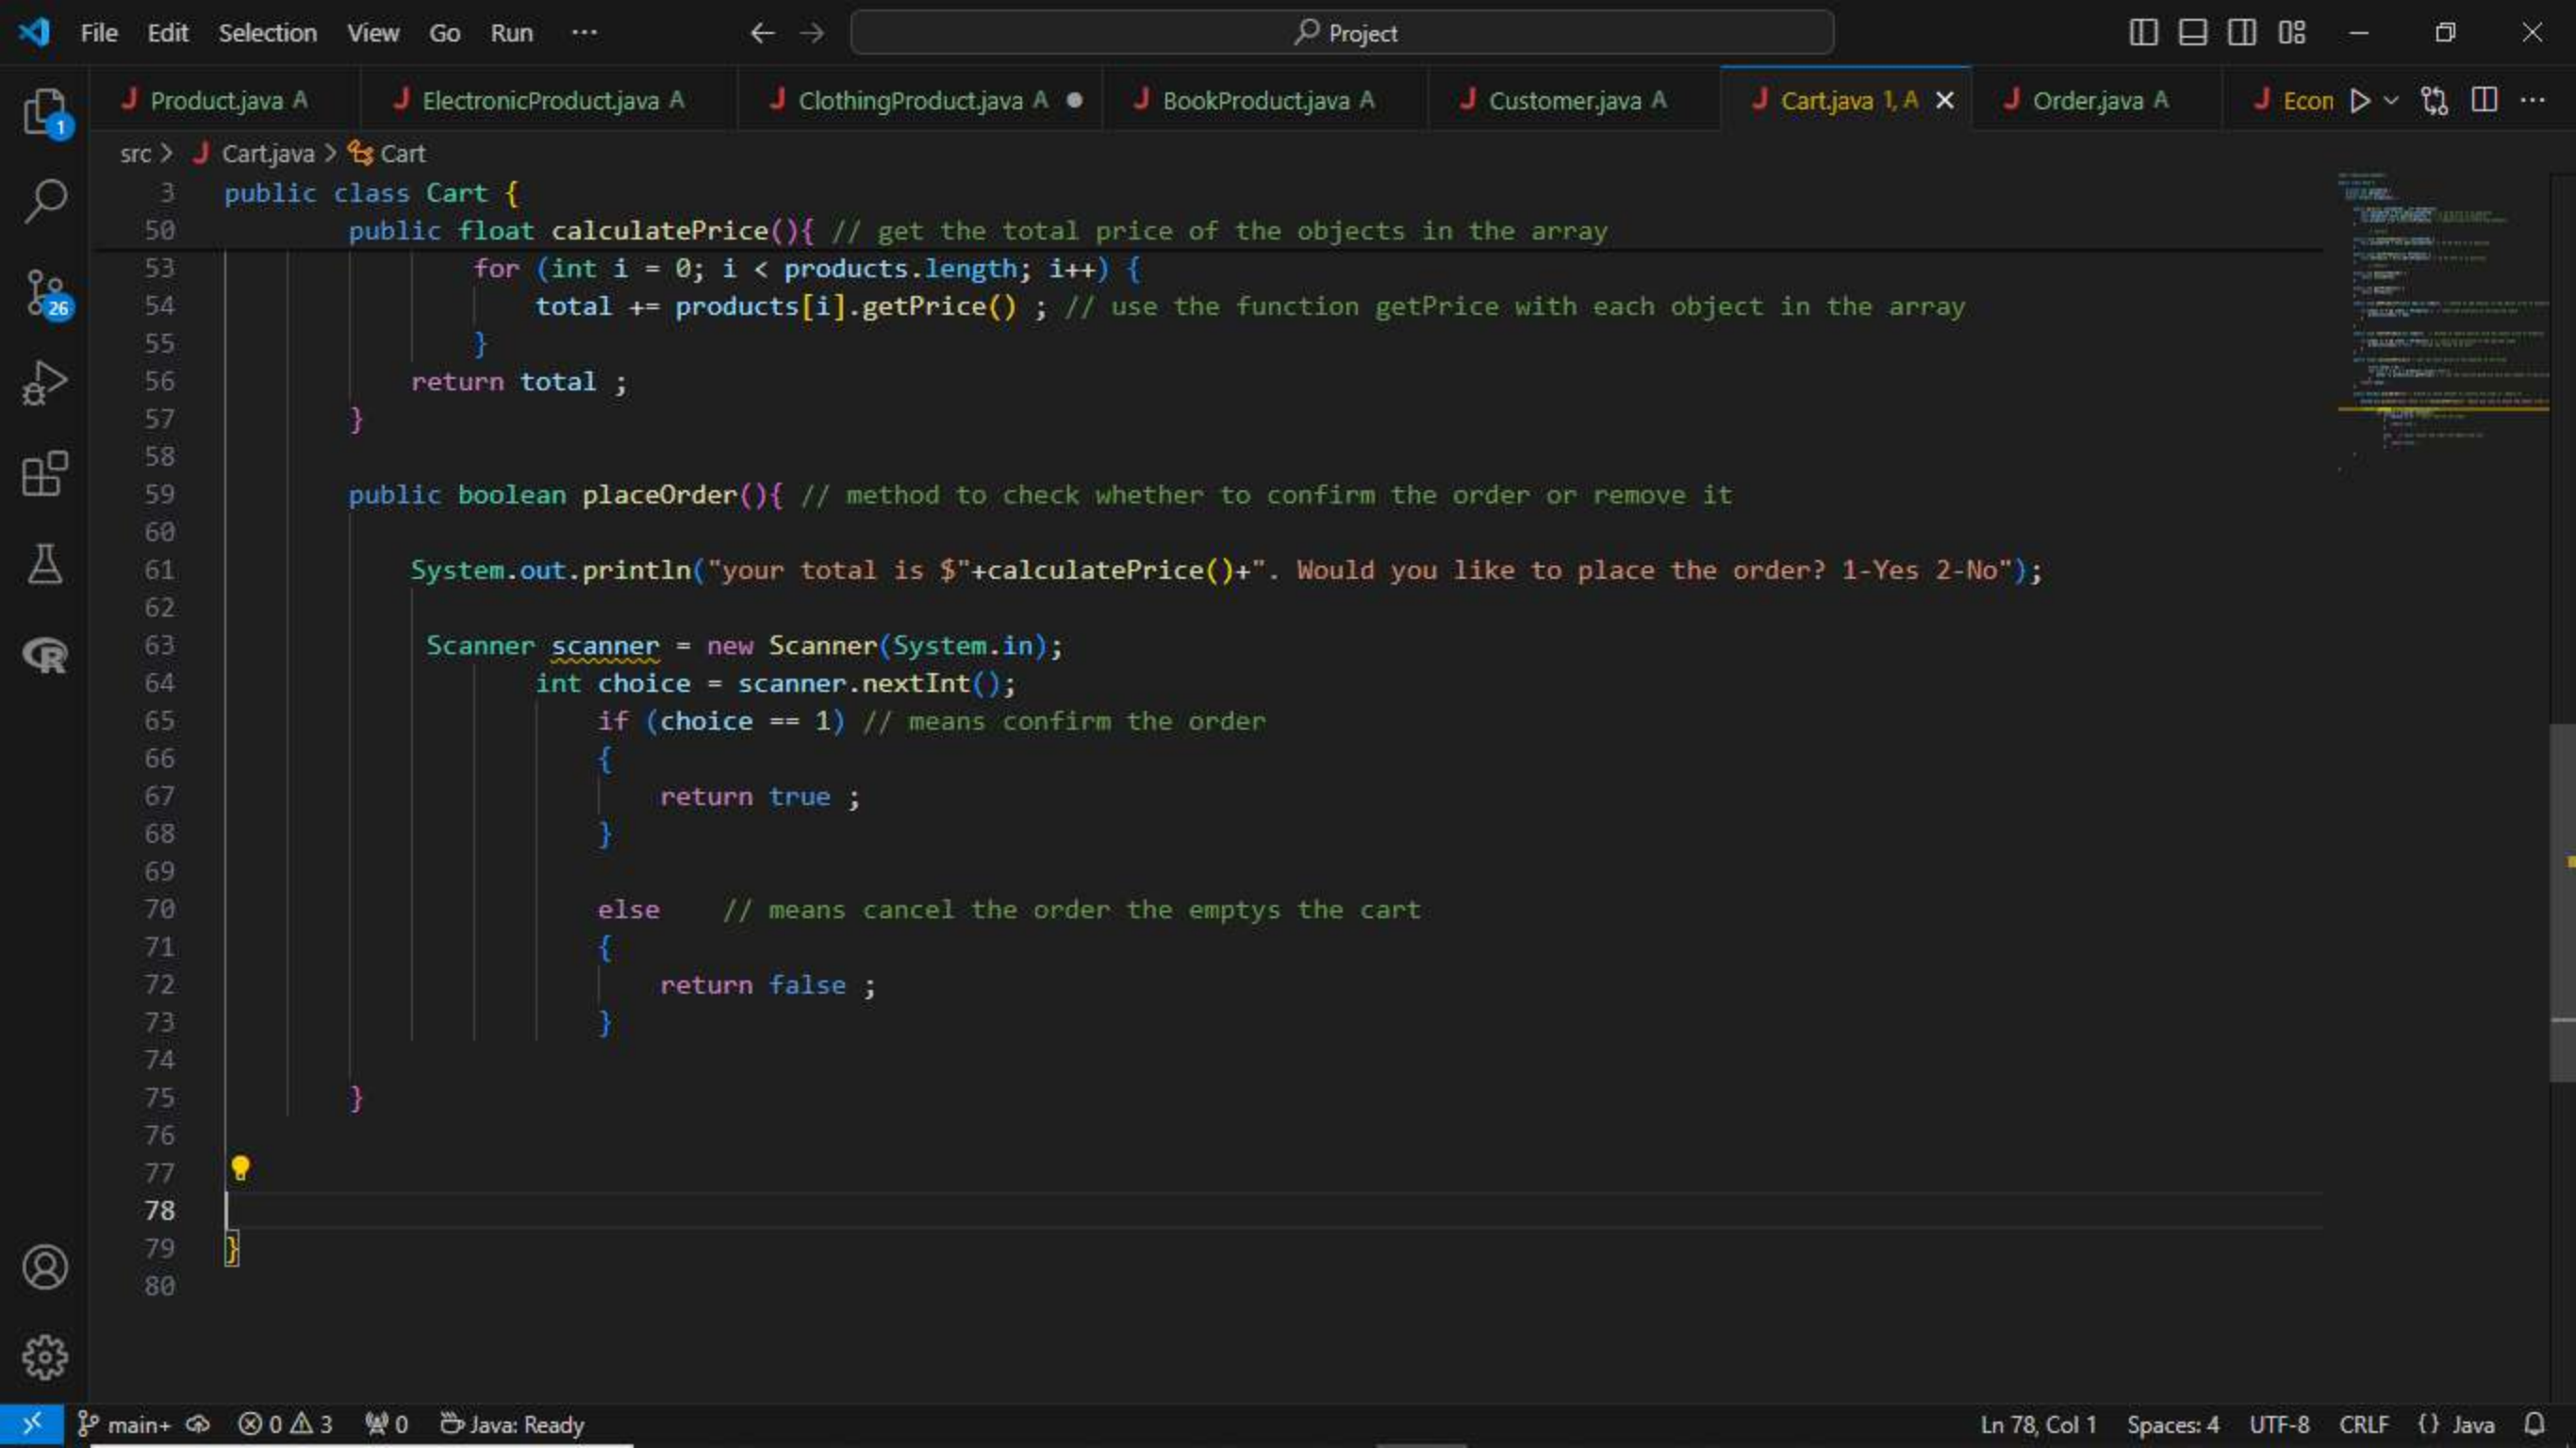 File Edit Selection View Go Run ... Project
Product.java A ElectronicProduct.java A ClothingProduct.java A BookProduct.java A Customer.java A Cart.java 1, A Order.java A Econ
src > Cart.java > Cart
3 public class Cart {
50 public float calculatePrice(){ // get the total price of the objects in the array
53 for (int i = 0; i < products.length; i++) {
54 total += products[i].getPrice() ; // use the function getPrice with each object in the array
55 }
56 return total ;
57 }
58
59 public boolean placeOrder(){ // method to check whether to confirm the order or remove it
60
61 System.out.println("your total is $"+calculatePrice()+". Would you like to place the order? 1-Yes 2-No");
62
63 Scanner scanner = new Scanner(System.in);
64 int choice = scanner.nextInt();
65 if (choice == 1) // means confirm the order
66 {
67 return true ;
68 }
69
70 else // means cancel the order the emptys the cart
71 {
72 return false ;
73 }
74
75 }
76
77
78
79 }
80
1
26
main+ 0 3 0 Java: Ready Ln 78, Col 1 Spaces: 4 UTF-8 CRLF {} Java